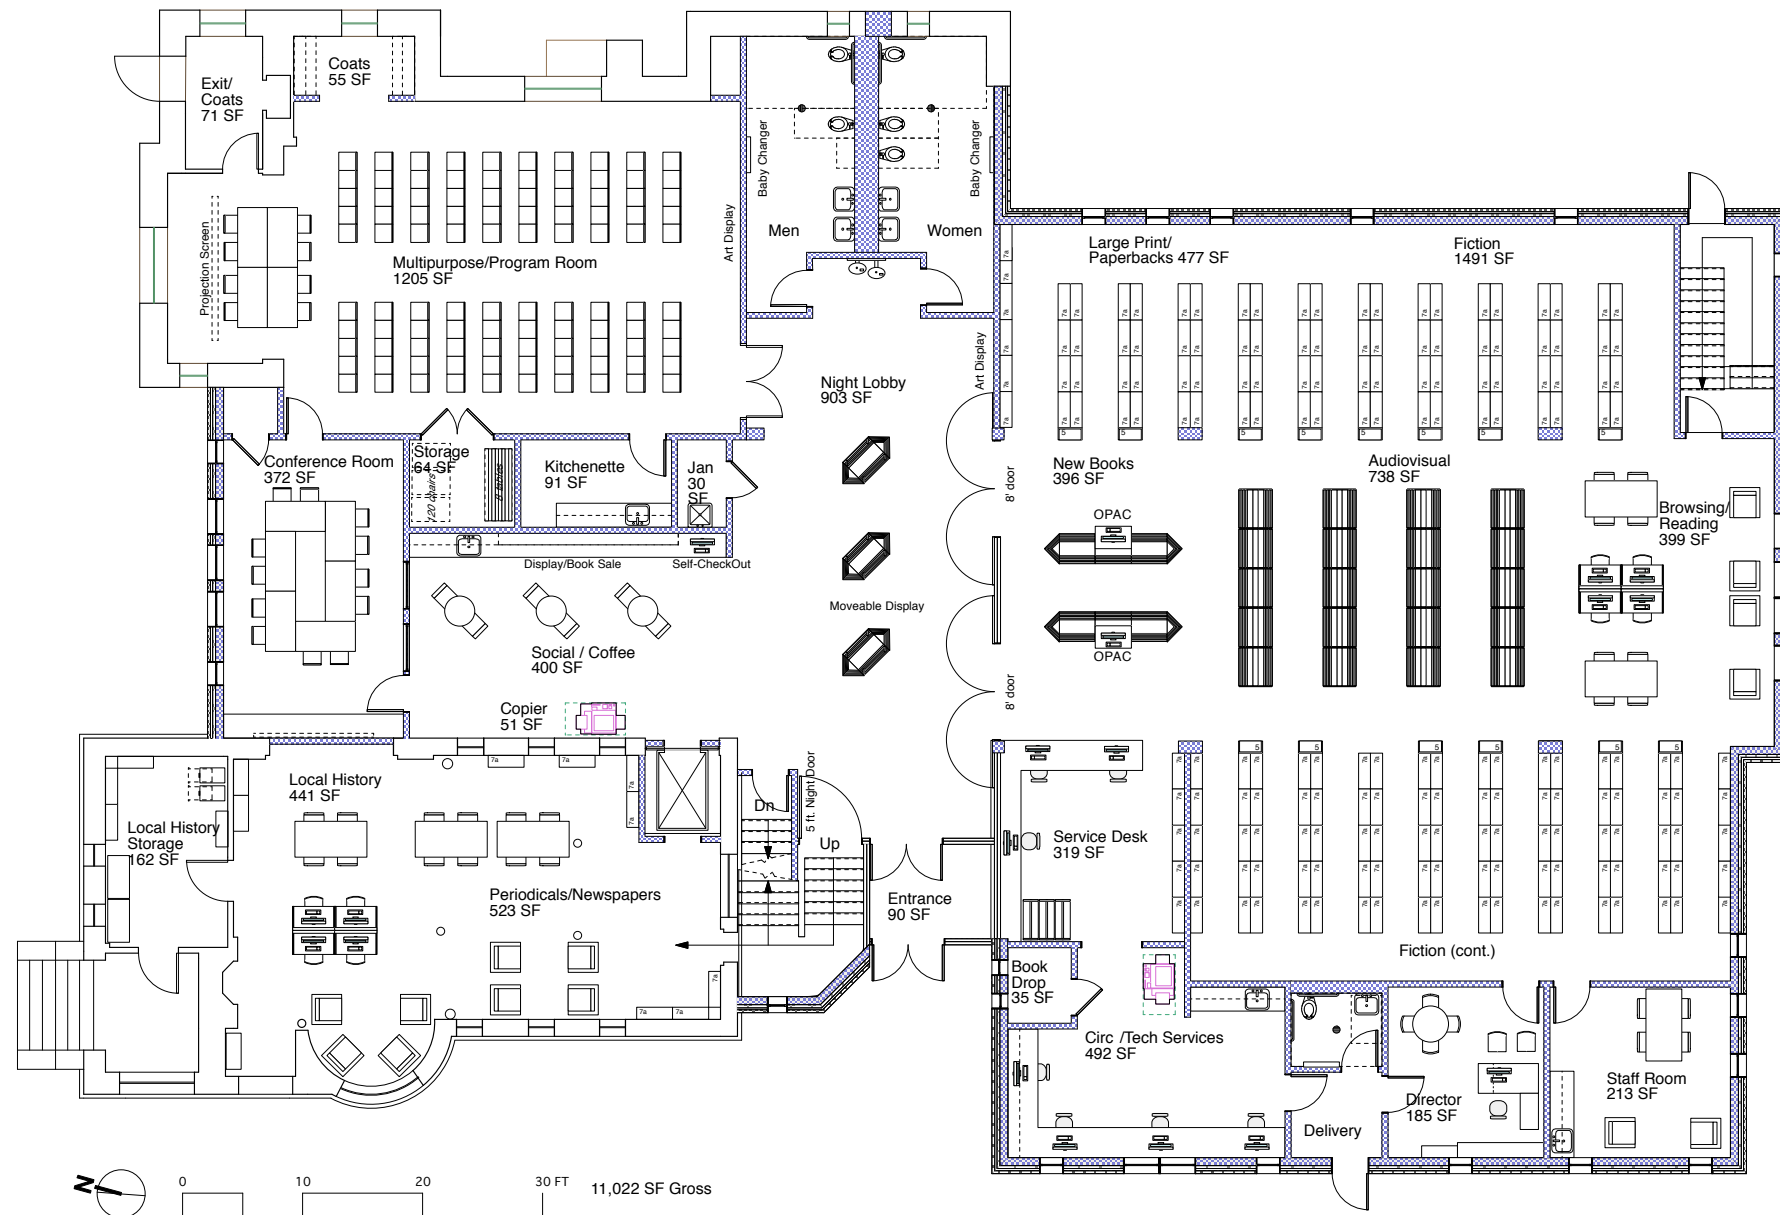 Coats
55 SF
Exit/
Coats
71 SF
Baby Changer
Baby Changer
Men
Women
Art Display
Projection Screen
Multipurpose/Program Room
1205 SF
Large Print/
Paperbacks 477 SF
Fiction
1491 SF
Night Lobby
903 SF
Art Display
Conference Room
372 SF
Storage
64 SF
120 chairs
8 tables
Kitchenette
91 SF
Jan
30
SF
8' door
New Books
396 SF
Audiovisual
738 SF
Browsing/
Reading
399 SF
OPAC
Display/Book Sale
Self-CheckOut
Moveable Display
OPAC
Social / Coffee
400 SF
8' door
Copier
51 SF
Local History
441 SF
Local History
Storage
162 SF
Dn
5 ft. Night Door
Up
Service Desk
319 SF
Periodicals/Newspapers
523 SF
Entrance
90 SF
Fiction (cont.)
Book
Drop
35 SF
Circ /Tech Services
492 SF
Director
185 SF
Staff Room
213 SF
Delivery
N
0
10
20
30 FT
11,022 SF Gross